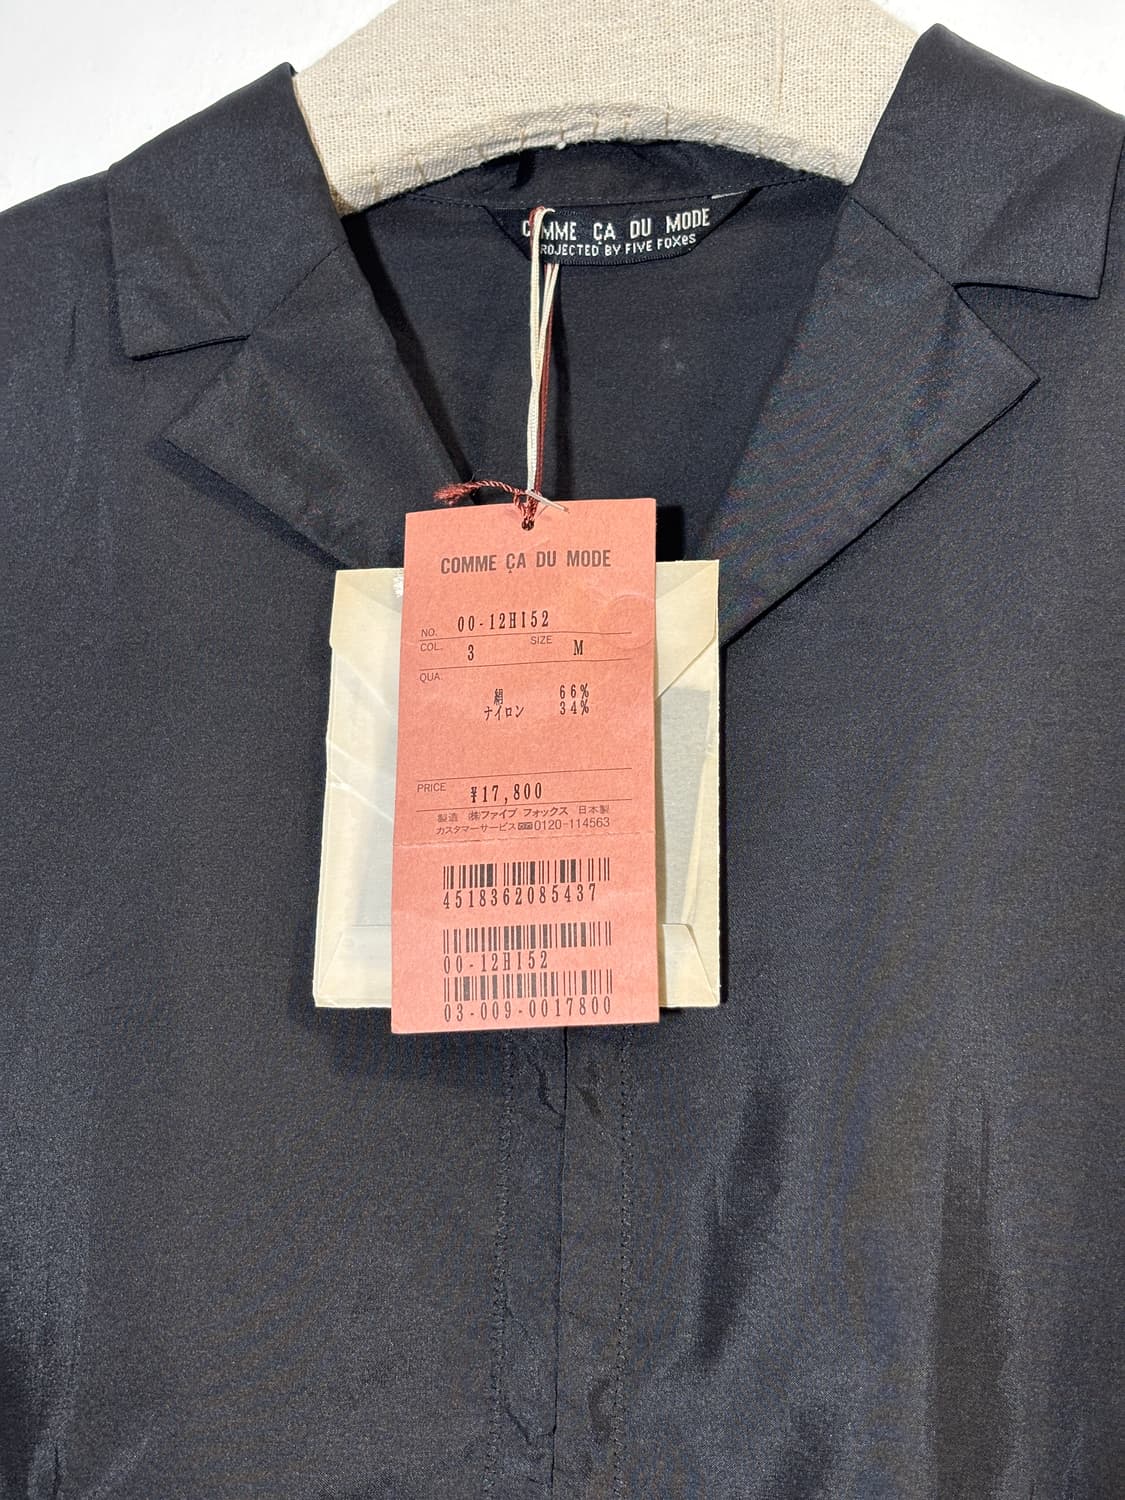 COMME ÇA DU MODE
PROJECTED BY FIVE FOXes
COMME ÇA DU MODE
NO. 00-12HI52
COL. 3 SIZE M
QUA.
絹 66%
ナイロン 34%
PRICE ¥17,800
製造 ㈱ファイブ フォックス 日本製
カスタマーサービス 0120-114563
4518362085437
00-12HI52
03-009-0017800